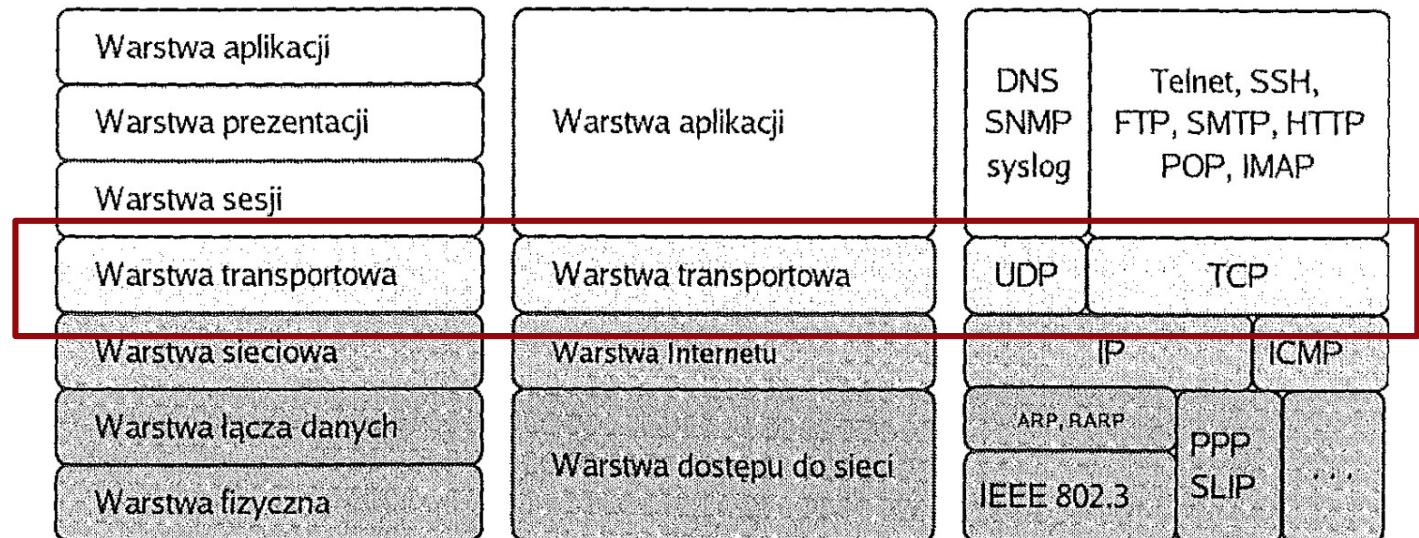 Warstwa aplikacji
Warstwa prezentacji
Warstwa sesji
Warstwa transportowa
Warstwa sieciowa
Warstwa łącza danych
Warstwa fizyczna
Warstwa aplikacji
Warstwa transportowa
Warstwa Internetu
Warstwa dostępu do sieci
DNS
SNMP
syslog
Telnet, SSH,
FTP, SMTP, HTTP
POP, IMAP
UDP
TCP
IP
ICMP
ARP, RARP
IEEE 802.3
PPP
SLIP
...